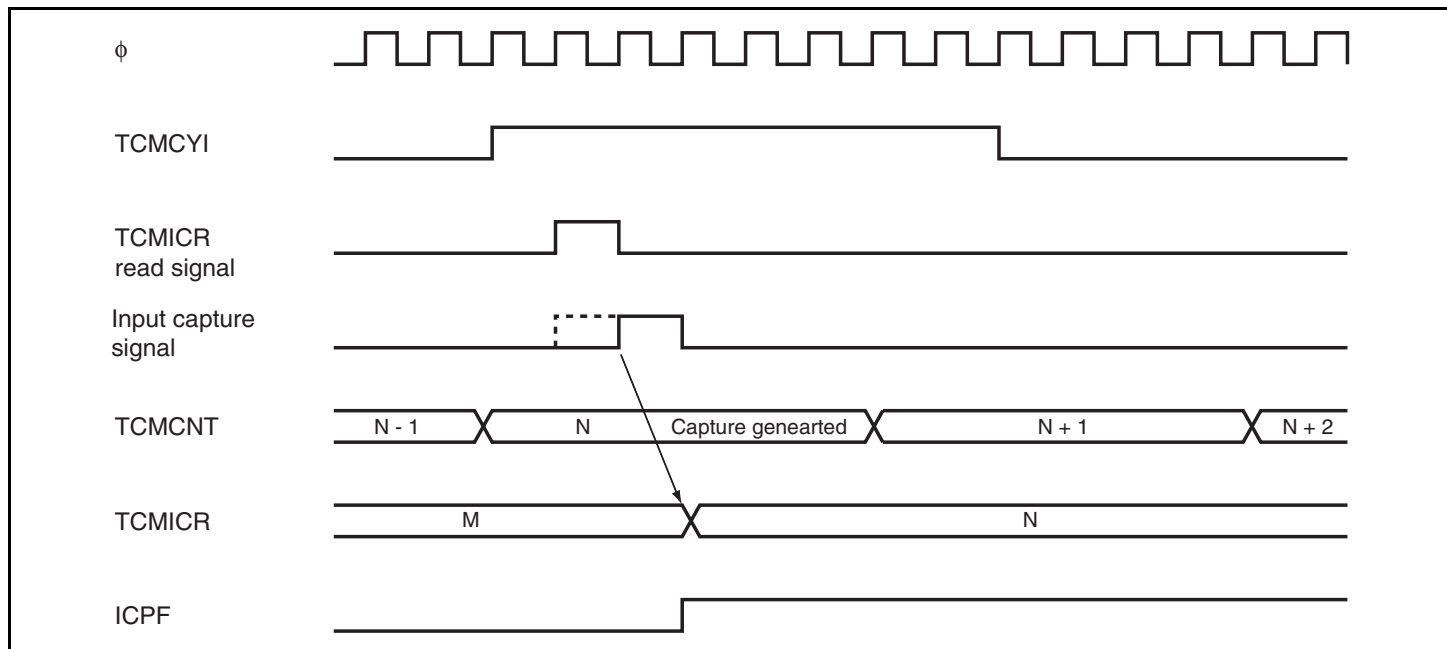 ϕ
TCMCYI
TCMICR
read signal
Input capture
signal
TCMCNT
N - 1
N
Capture genearted
N + 1
N + 2
TCMICR
M
N
ICPF